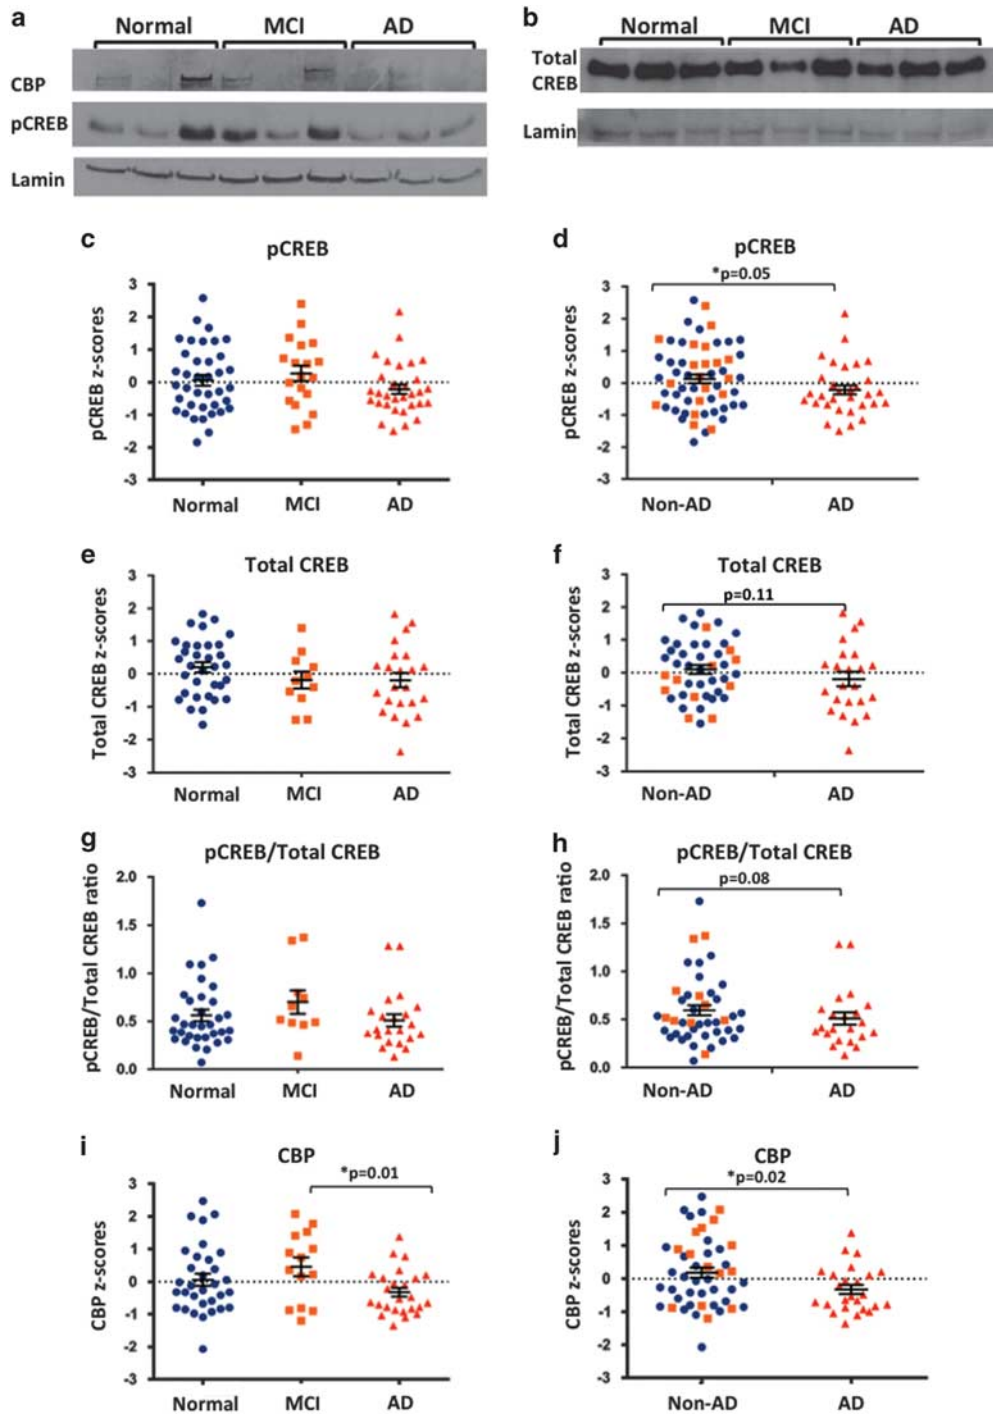 a
Normal MCI AD
CBP
pCREB
Lamin
b
Normal MCI AD
Total
CREB
Lamin
c
pCREB
pCREB z-scores
3
2
1
0
-1
-2
-3
Normal MCI AD
d
pCREB
*p=0.05
pCREB z-scores
3
2
1
0
-1
-2
-3
Non-AD AD
e
Total CREB
Total CREB z-scores
3
2
1
0
-1
-2
-3
Normal MCI AD
f
Total CREB
p=0.11
Total CREB z-scores
3
2
1
0
-1
-2
-3
Non-AD AD
g
pCREB/Total CREB
pCREB/Total CREB ratio
2.0
1.5
1.0
0.5
0.0
Normal MCI AD
h
pCREB/Total CREB
p=0.08
pCREB/Total CREB ratio
2.0
1.5
1.0
0.5
0.0
Non-AD AD
i
CBP
*p=0.01
CBP z-scores
3
2
1
0
-1
-2
-3
Normal MCI AD
j
CBP
*p=0.02
CBP z-scores
3
2
1
0
-1
-2
-3
Non-AD AD